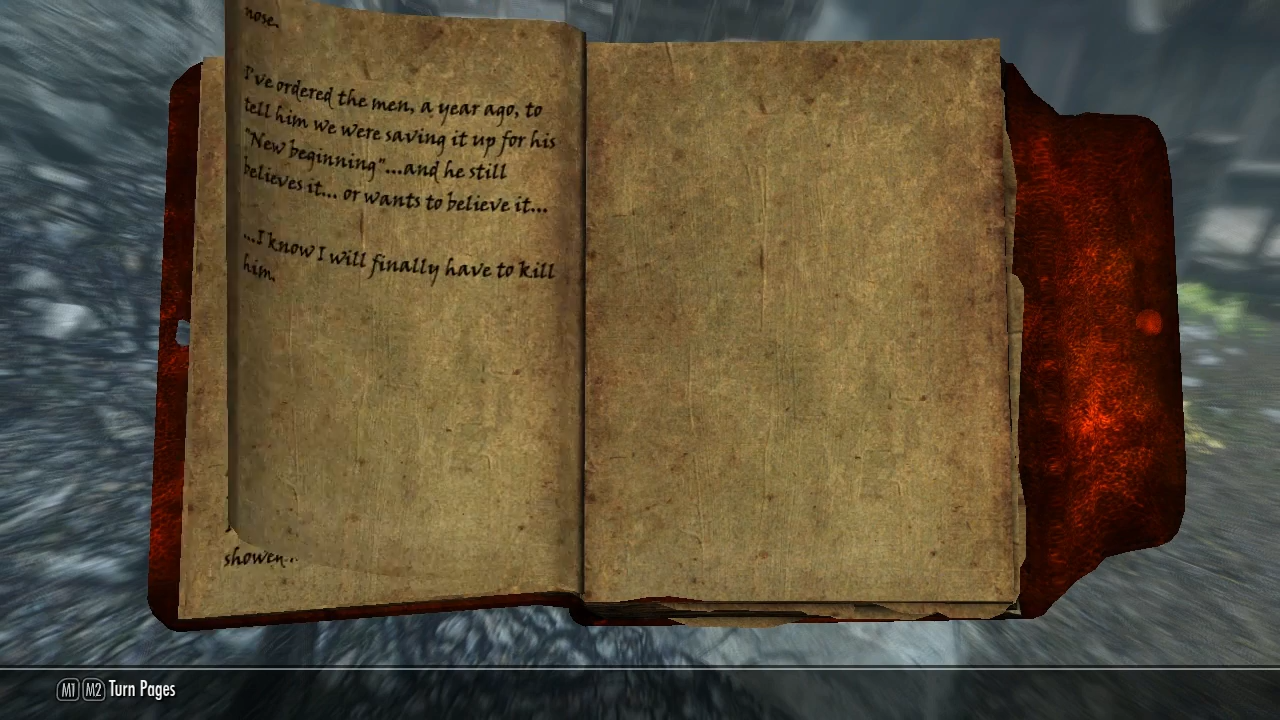 nose.
I've ordered the men, a year ago, to
tell him we were saving it up for his
"New beginning"...and he still
believes it... or wants to believe it...
...I know I will finally have to kill
him.
showen...
M1 M2 Turn Pages